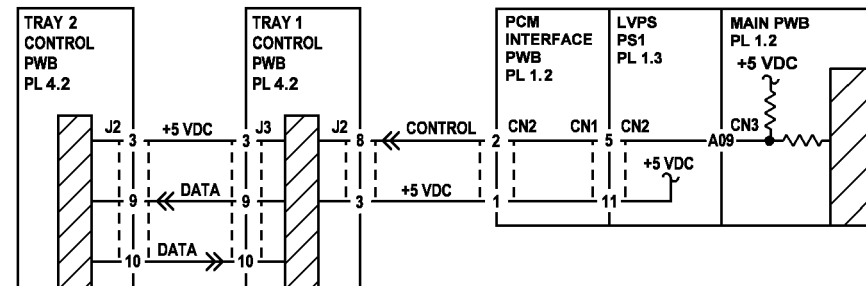 TRAY 2
CONTROL
PWB
PL 4.2
TRAY 1
CONTROL
PWB
PL 4.2
PCM
INTERFACE
PWB
PL 1.2
LVPS
PS1
PL 1.3
MAIN PWB
PL 1.2
+5 VDC
J2 3 +5 VDC 3 J3 J2 8 CONTROL 2 CN2 CN1 5 CN2 A09 CN3
+5 VDC
9 DATA 9 3 +5 VDC 1 11
10 DATA 10